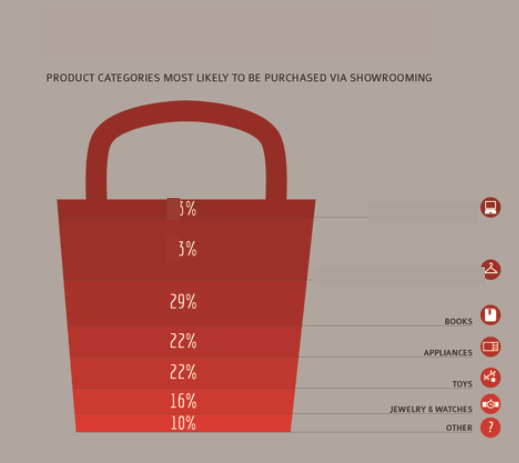 PRODUCT CATEGORIES MOST LIKELY TO BE PURCHASED VIA SHOWROOMING
3%
29%
BOOKS
22%
APPLIANCES
22%
TOYS
16%
JEWELRY & WATCHES
10%
OTHER
?